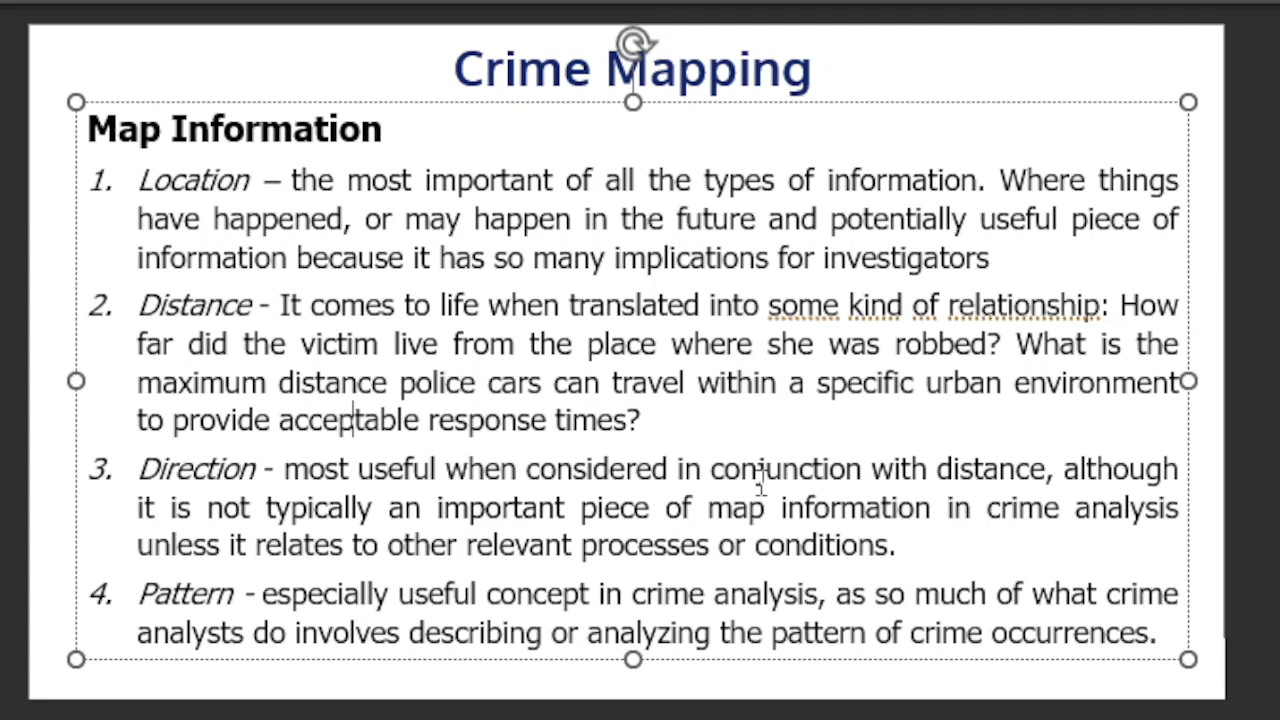 Crime Mapping
Map Information
1. Location – the most important of all the types of information. Where things
have happened, or may happen in the future and potentially useful piece of
information because it has so many implications for investigators
2. Distance - It comes to life when translated into some kind of relationship: How
far did the victim live from the place where she was robbed? What is the
maximum distance police cars can travel within a specific urban environment
to provide acceptable response times?
3. Direction - most useful when considered in conjunction with distance, although
it is not typically an important piece of map information in crime analysis
unless it relates to other relevant processes or conditions.
4. Pattern - especially useful concept in crime analysis, as so much of what crime
analysts do involves describing or analyzing the pattern of crime occurrences.